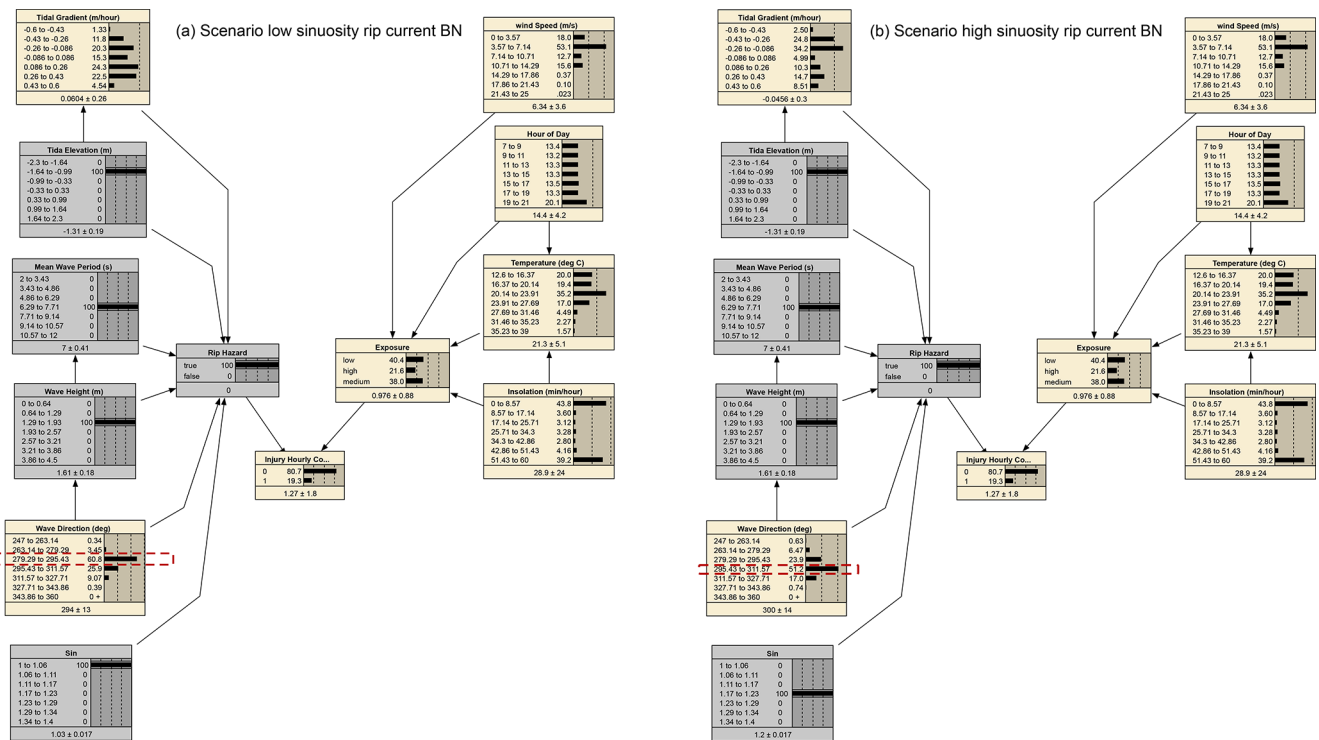 (a) Scenario low sinuosity rip current BN
Tidal Gradient (m/hour)
-0.6 to -0.43 1.33
-0.43 to -0.26 11.8
-0.26 to -0.086 20.3
-0.086 to 0.086 15.3
0.086 to 0.26 24.3
0.26 to 0.43 22.5
0.43 to 0.6 4.54
0.0604 ± 0.26
wind Speed (m/s)
0 to 3.57 18.0
3.57 to 7.14 53.1
7.14 to 10.71 12.7
10.71 to 14.29 15.6
14.29 to 17.86 0.37
17.86 to 21.43 0.10
21.43 to 25 .023
6.34 ± 3.6
Tida Elevation (m)
-2.3 to -1.64 0
-1.64 to -0.99 100
-0.99 to -0.33 0
-0.33 to 0.33 0
0.33 to 0.99 0
0.99 to 1.64 0
1.64 to 2.3 0
-1.31 ± 0.19
Hour of Day
7 to 9 13.4
9 to 11 13.2
11 to 13 13.3
13 to 15 13.3
15 to 17 13.5
17 to 19 13.3
19 to 21 20.1
14.4 ± 4.2
Mean Wave Period (s)
2 to 3.43 0
3.43 to 4.86 0
4.86 to 6.29 0
6.29 to 7.71 100
7.71 to 9.14 0
9.14 to 10.57 0
10.57 to 12 0
7 ± 0.41
Temperature (deg C)
12.6 to 16.37 20.0
16.37 to 20.14 19.4
20.14 to 23.91 35.2
23.91 to 27.69 17.0
27.69 to 31.46 4.49
31.46 to 35.23 2.27
35.23 to 39 1.57
21.3 ± 5.1
Rip Hazard
true 100
false 0
0
Exposure
low 40.4
high 21.6
medium 38.0
0.976 ± 0.88
Wave Height (m)
0 to 0.64 0
0.64 to 1.29 0
1.29 to 1.93 100
1.93 to 2.57 0
2.57 to 3.21 0
3.21 to 3.86 0
3.86 to 4.5 0
1.61 ± 0.18
Insolation (min/hour)
0 to 8.57 43.8
8.57 to 17.14 3.60
17.14 to 25.71 3.12
25.71 to 34.3 3.28
34.3 to 42.86 2.80
42.86 to 51.43 4.16
51.43 to 60 39.2
28.9 ± 24
Injury Hourly Co...
0 80.7
1 19.3
1.27 ± 1.8
Wave Direction (deg)
247 to 263.14 0.34
263.14 to 279.29 3.45
279.29 to 295.43 60.8
295.43 to 311.57 25.9
311.57 to 327.71 9.07
327.71 to 343.86 0.39
343.86 to 360 0 +
294 ± 13
Sin
1 to 1.06 100
1.06 to 1.11 0
1.11 to 1.17 0
1.17 to 1.23 0
1.23 to 1.29 0
1.29 to 1.34 0
1.34 to 1.4 0
1.03 ± 0.017
(b) Scenario high sinuosity rip current BN
Tidal Gradient (m/hour)
-0.6 to -0.43 2.50
-0.43 to -0.26 24.8
-0.26 to -0.086 34.2
-0.086 to 0.086 4.99
0.086 to 0.26 10.3
0.26 to 0.43 14.7
0.43 to 0.6 8.51
-0.0456 ± 0.3
wind Speed (m/s)
0 to 3.57 18.0
3.57 to 7.14 53.1
7.14 to 10.71 12.7
10.71 to 14.29 15.6
14.29 to 17.86 0.37
17.86 to 21.43 0.10
21.43 to 25 .023
6.34 ± 3.6
Tida Elevation (m)
-2.3 to -1.64 0
-1.64 to -0.99 100
-0.99 to -0.33 0
-0.33 to 0.33 0
0.33 to 0.99 0
0.99 to 1.64 0
1.64 to 2.3 0
-1.31 ± 0.19
Hour of Day
7 to 9 13.4
9 to 11 13.2
11 to 13 13.3
13 to 15 13.3
15 to 17 13.5
17 to 19 13.3
19 to 21 20.1
14.4 ± 4.2
Mean Wave Period (s)
2 to 3.43 0
3.43 to 4.86 0
4.86 to 6.29 0
6.29 to 7.71 100
7.71 to 9.14 0
9.14 to 10.57 0
10.57 to 12 0
7 ± 0.41
Temperature (deg C)
12.6 to 16.37 20.0
16.37 to 20.14 19.4
20.14 to 23.91 35.2
23.91 to 27.69 17.0
27.69 to 31.46 4.49
31.46 to 35.23 2.27
35.23 to 39 1.57
21.3 ± 5.1
Rip Hazard
true 100
false 0
0
Exposure
low 40.4
high 21.6
medium 38.0
0.976 ± 0.88
Wave Height (m)
0 to 0.64 0
0.64 to 1.29 0
1.29 to 1.93 100
1.93 to 2.57 0
2.57 to 3.21 0
3.21 to 3.86 0
3.86 to 4.5 0
1.61 ± 0.18
Insolation (min/hour)
0 to 8.57 43.8
8.57 to 17.14 3.60
17.14 to 25.71 3.12
25.71 to 34.3 3.28
34.3 to 42.86 2.80
42.86 to 51.43 4.16
51.43 to 60 39.2
28.9 ± 24
Injury Hourly Co...
0 80.7
1 19.3
1.27 ± 1.8
Wave Direction (deg)
247 to 263.14 0.63
263.14 to 279.29 6.47
279.29 to 295.43 23.9
295.43 to 311.57 51.2
311.57 to 327.71 17.0
327.71 to 343.86 0.74
343.86 to 360 0 +
300 ± 14
Sin
1 to 1.06 0
1.06 to 1.11 0
1.11 to 1.17 0
1.17 to 1.23 100
1.23 to 1.29 0
1.29 to 1.34 0
1.34 to 1.4 0
1.2 ± 0.017